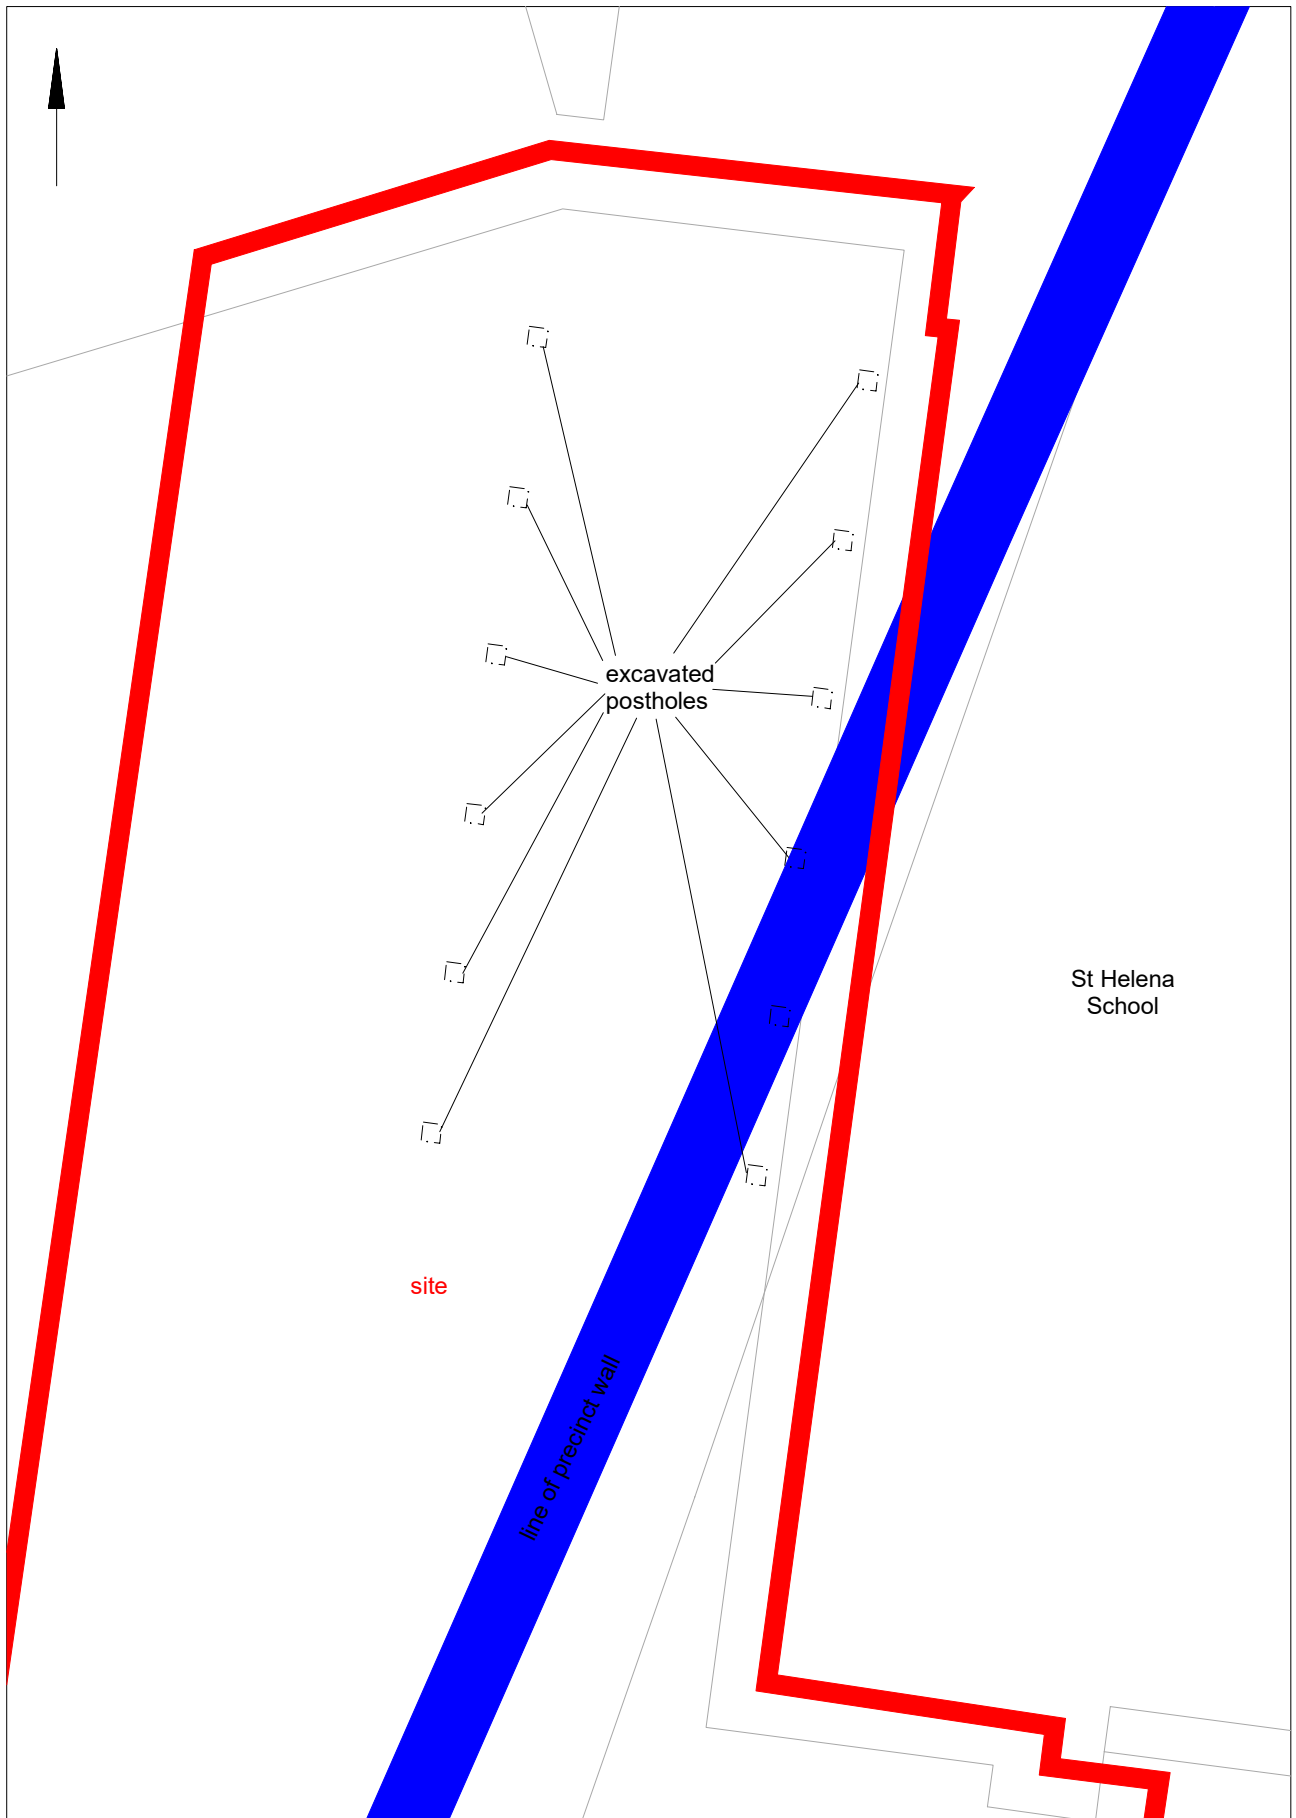 excavated
postholes
St Helena
School
site
line of precinct wall